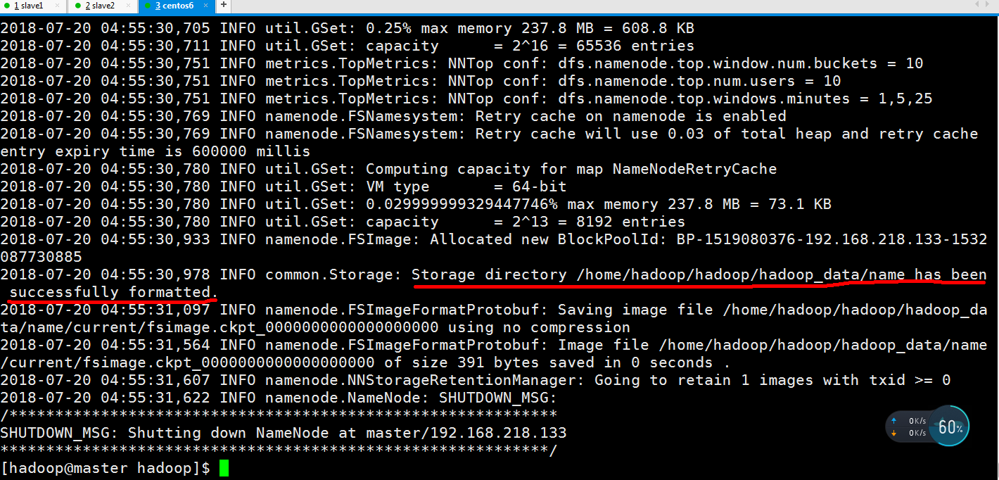 1 slave1 × 2 slave2 × 3 centos6 × +
2018-07-20 04:55:30,705 INFO util.GSet: 0.25% max memory 237.8 MB = 608.8 KB
2018-07-20 04:55:30,711 INFO util.GSet: capacity      = 2^16 = 65536 entries
2018-07-20 04:55:30,751 INFO metrics.TopMetrics: NNTop conf: dfs.namenode.top.window.num.buckets = 10
2018-07-20 04:55:30,751 INFO metrics.TopMetrics: NNTop conf: dfs.namenode.top.num.users = 10
2018-07-20 04:55:30,751 INFO metrics.TopMetrics: NNTop conf: dfs.namenode.top.windows.minutes = 1,5,25
2018-07-20 04:55:30,769 INFO namenode.FSNamesystem: Retry cache on namenode is enabled
2018-07-20 04:55:30,769 INFO namenode.FSNamesystem: Retry cache will use 0.03 of total heap and retry cache
entry expiry time is 600000 millis
2018-07-20 04:55:30,780 INFO util.GSet: Computing capacity for map NameNodeRetryCache
2018-07-20 04:55:30,780 INFO util.GSet: VM type       = 64-bit
2018-07-20 04:55:30,780 INFO util.GSet: 0.029999999329447746% max memory 237.8 MB = 73.1 KB
2018-07-20 04:55:30,780 INFO util.GSet: capacity      = 2^13 = 8192 entries
2018-07-20 04:55:30,933 INFO namenode.FSImage: Allocated new BlockPoolId: BP-1519080376-192.168.218.133-1532
087730885
2018-07-20 04:55:30,978 INFO common.Storage: Storage directory /home/hadoop/hadoop/hadoop_data/name has been
 successfully formatted.
2018-07-20 04:55:31,097 INFO namenode.FSImageFormatProtobuf: Saving image file /home/hadoop/hadoop/hadoop_da
ta/name/current/fsimage.ckpt_0000000000000000000 using no compression
2018-07-20 04:55:31,564 INFO namenode.FSImageFormatProtobuf: Image file /home/hadoop/hadoop/hadoop_data/name
/current/fsimage.ckpt_0000000000000000000 of size 391 bytes saved in 0 seconds .
2018-07-20 04:55:31,607 INFO namenode.NNStorageRetentionManager: Going to retain 1 images with txid >= 0
2018-07-20 04:55:31,622 INFO namenode.NameNode: SHUTDOWN_MSG:
/************************************************************
SHUTDOWN_MSG: Shutting down NameNode at master/192.168.218.133
************************************************************/
[hadoop@master hadoop]$
0K/s
0K/s
60%